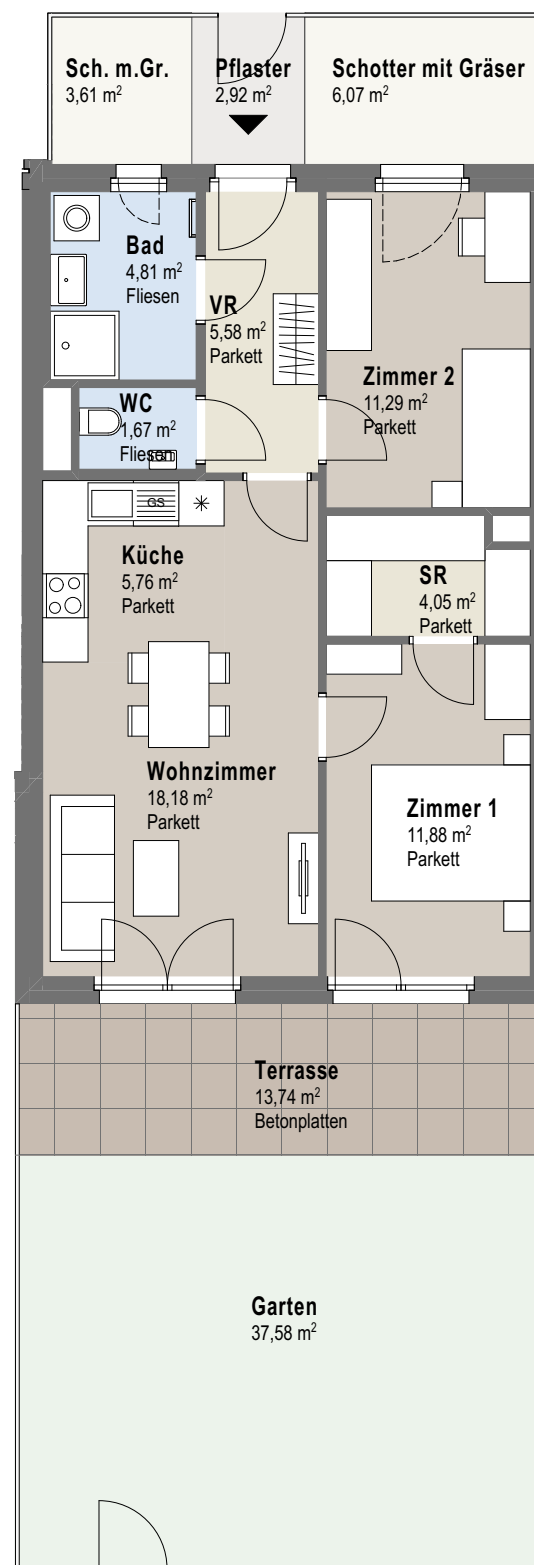 Sch. m.Gr.
3,61 m²
Pflaster
2,92 m²
Schotter mit Gräser
6,07 m²
Bad
4,81 m²
Fliesen
VR
5,58 m²
Parkett
Zimmer 2
11,29 m²
Parkett
WC
1,67 m²
Fliesen
GS
Küche
5,76 m²
Parkett
SR
4,05 m²
Parkett
Wohnzimmer
18,18 m²
Parkett
Zimmer 1
11,88 m²
Parkett
Terrasse
13,74 m²
Betonplatten
Garten
37,58 m²